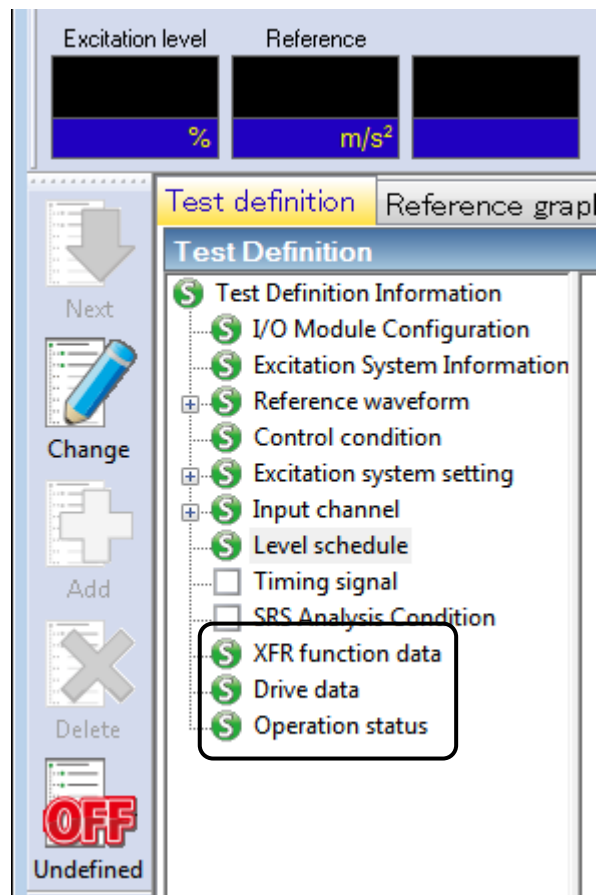 Excitation level Reference
% m/s²
Test definition Reference grap
Test Definition
Test Definition Information
I/O Module Configuration
Excitation System Information
Reference waveform
Control condition
Excitation system setting
Input channel
Level schedule
Timing signal
SRS Analysis Condition
XFR function data
Drive data
Operation status
Next
Change
Add
Delete
OFF
Undefined